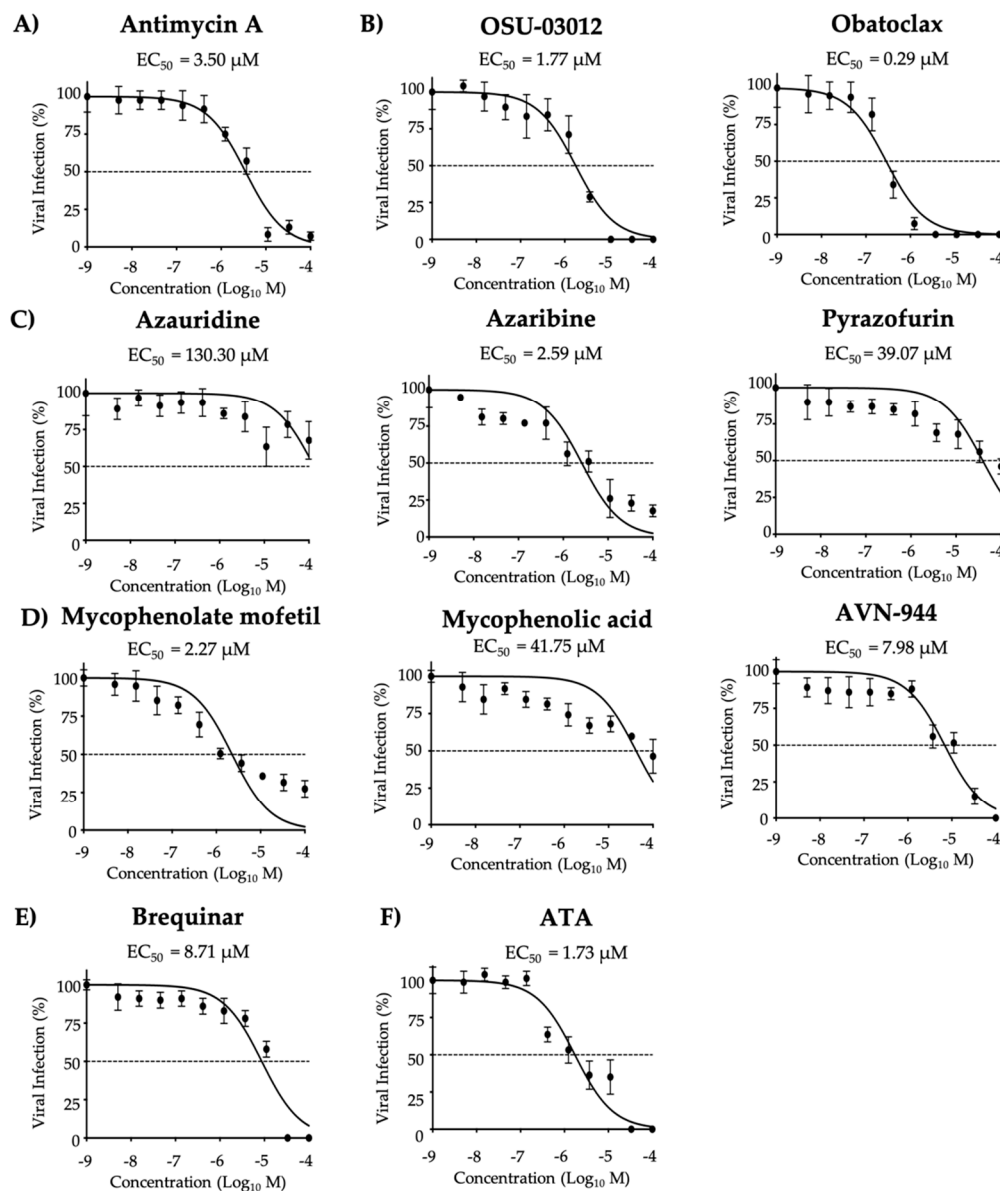 A) Antimycin A
EC50 = 3.50 µM
Viral Infection (%)
100
75
50
25
0
-9 -8 -7 -6 -5 -4
Concentration (Log10 M)
B) OSU-03012
EC50 = 1.77 µM
Viral Infection (%)
100
75
50
25
0
-9 -8 -7 -6 -5 -4
Concentration (Log10 M)
Obatoclax
EC50 = 0.29 µM
Viral Infection (%)
100
75
50
25
0
-9 -8 -7 -6 -5 -4
Concentration (Log10 M)
C) Azauridine
EC50 = 130.30 µM
Viral Infection (%)
100
75
50
25
0
-9 -8 -7 -6 -5 -4
Concentration (Log10 M)
Azaribine
EC50 = 2.59 µM
Viral Infection (%)
100
75
50
25
0
-9 -8 -7 -6 -5 -4
Concentration (Log10 M)
Pyrazofurin
EC50 = 39.07 µM
Viral Infection (%)
100
75
50
25
0
-9 -8 -7 -6 -5 -4
Concentration (Log10 M)
D) Mycophenolate mofetil
EC50 = 2.27 µM
Viral Infection (%)
100
75
50
25
0
-9 -8 -7 -6 -5 -4
Concentration (Log10 M)
Mycophenolic acid
EC50 = 41.75 µM
Viral Infection (%)
100
75
50
25
0
-9 -8 -7 -6 -5 -4
Concentration (Log10 M)
AVN-944
EC50 = 7.98 µM
Viral Infection (%)
100
75
50
25
0
-9 -8 -7 -6 -5 -4
Concentration (Log10 M)
E) Brequinar
EC50 = 8.71 µM
Viral Infection (%)
100
75
50
25
0
-9 -8 -7 -6 -5 -4
Concentration (Log10 M)
F) ATA
EC50 = 1.73 µM
Viral Infection (%)
100
75
50
25
0
-9 -8 -7 -6 -5 -4
Concentration (Log10 M)